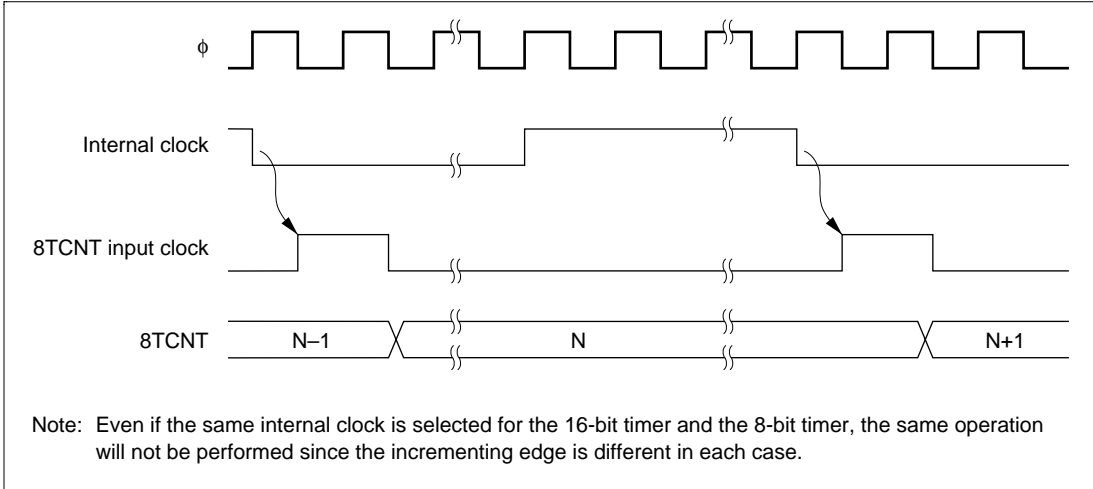 ϕ
Internal clock
8TCNT input clock
8TCNT
N–1
N
N+1
Note: Even if the same internal clock is selected for the 16-bit timer and the 8-bit timer, the same operation
will not be performed since the incrementing edge is different in each case.